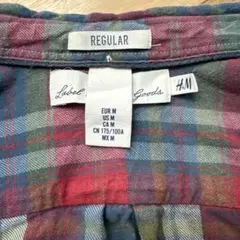 REGULAR
Label Goods H&M
EUR M
US M
CA M
CN 175/100A
MX M